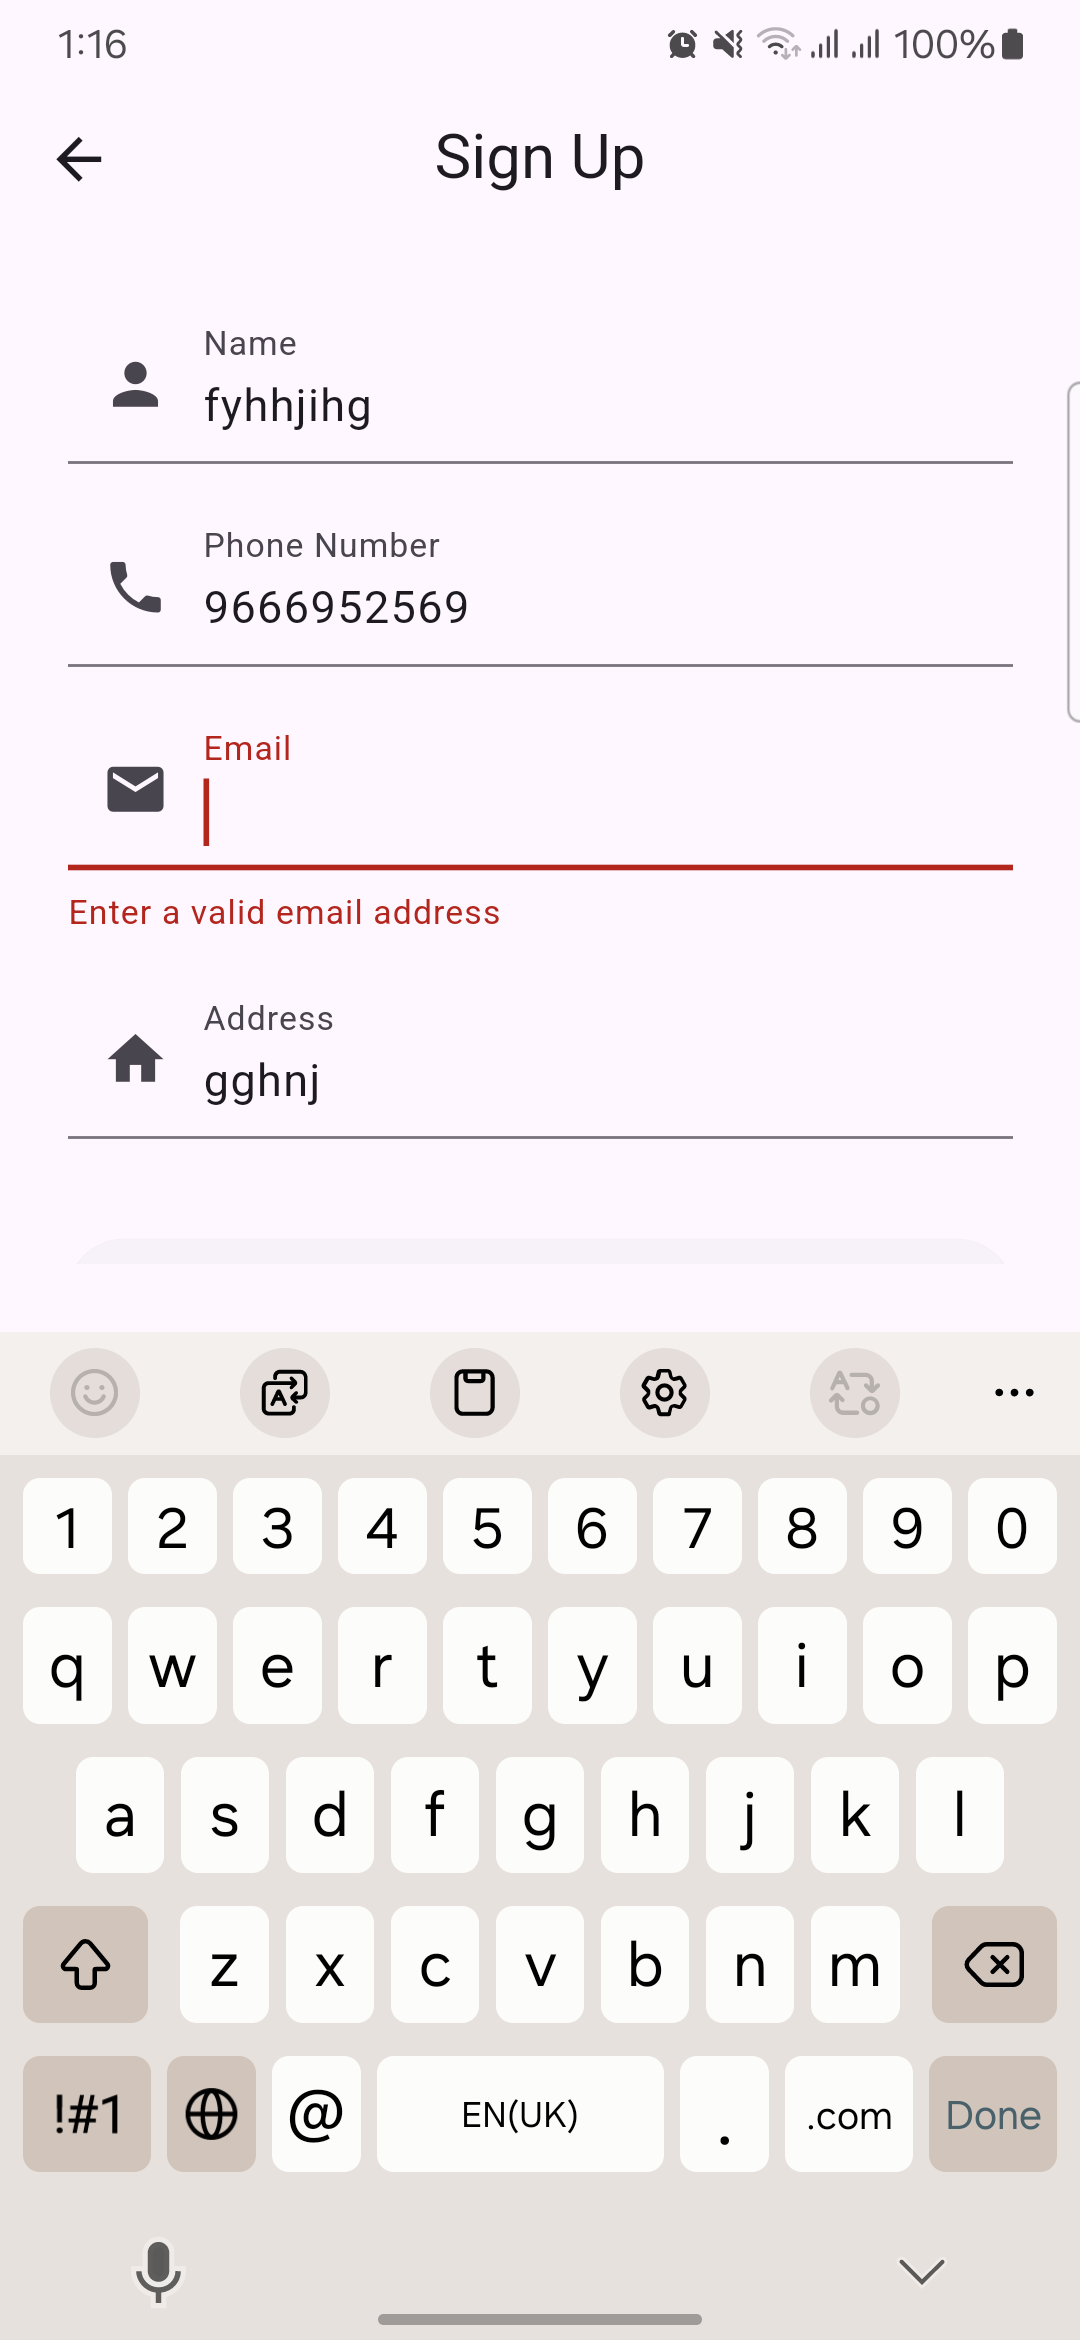 1:16
100%
Sign Up
Name
fyhhjihg
Phone Number
9666952569
Email
Enter a valid email address
Address
gghnj
1 2 3 4 5 6 7 8 9 0
q w e r t y u i o p
a s d f g h j k l
z x c v b n m
!#1 @ EN(UK) . .com Done